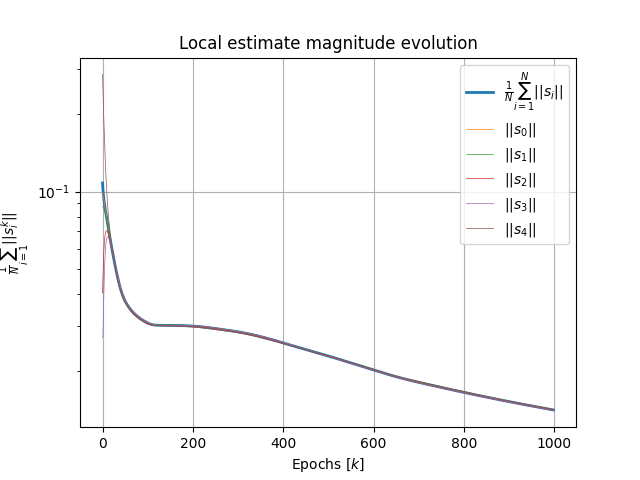 Local estimate magnitude evolution
$\frac{1}{N}\sum_{i=1}^{N}||s_i||$
$||s_0||$
$||s_1||$
$||s_2||$
$||s_3||$
$||s_4||$
$10^{-1}$
$\frac{1}{N}\sum_{i=1}^{N}||s_i^k||$
0 200 400 600 800 1000
Epochs [$k$]